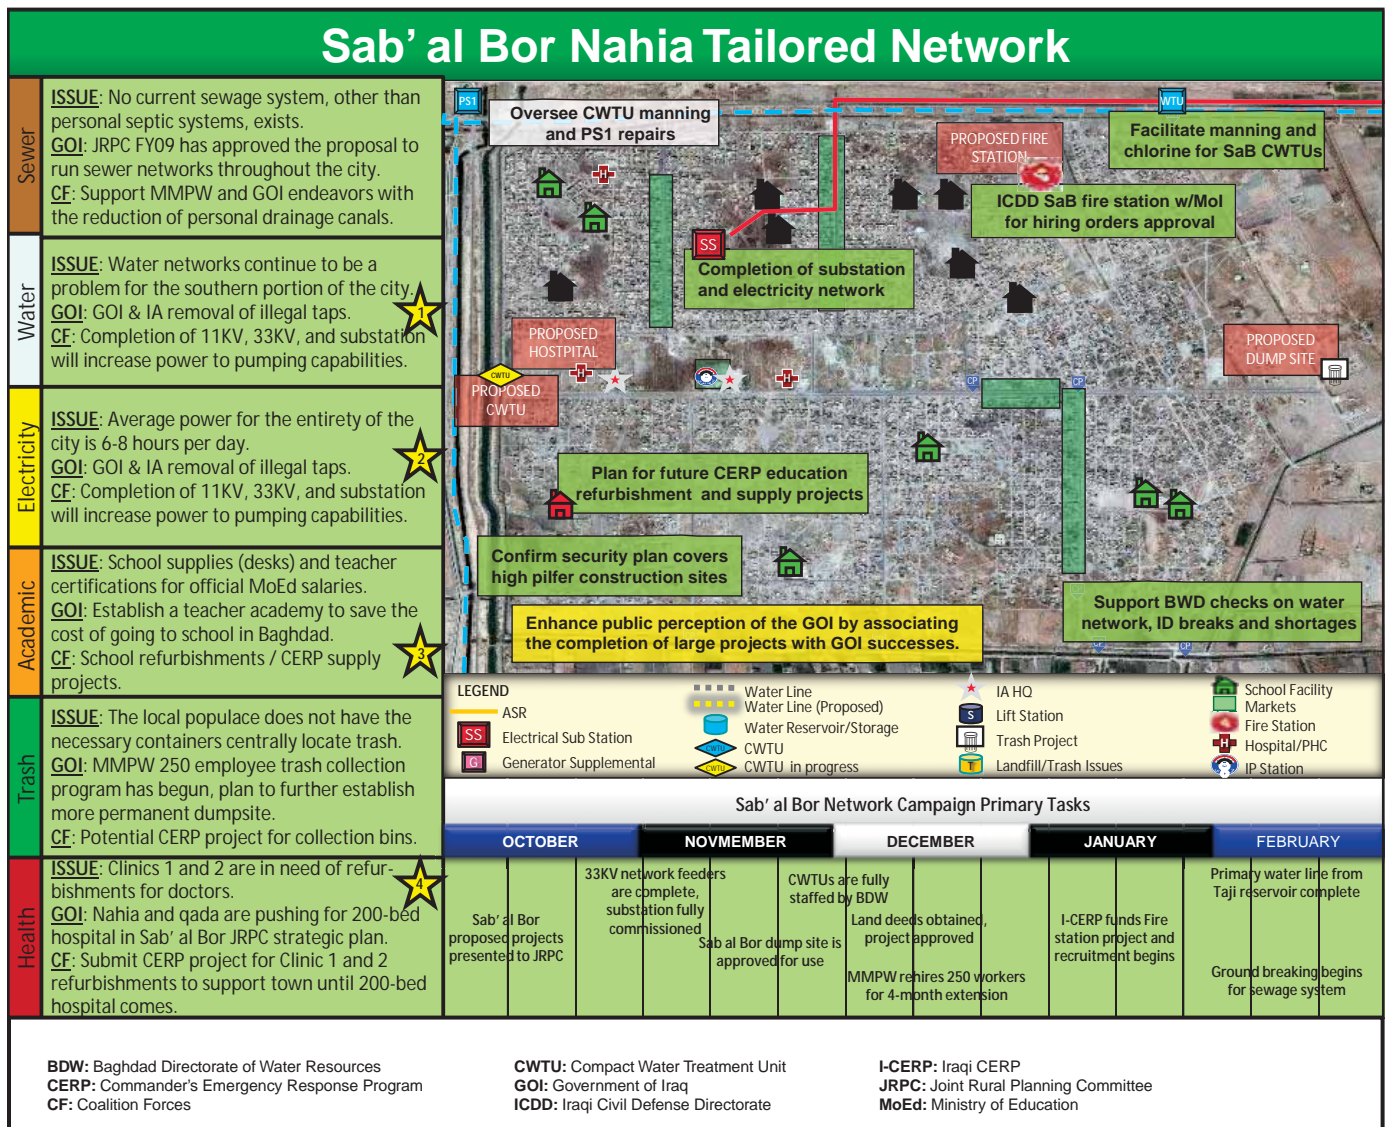 Sab’ al Bor Nahia Tailored Network
Sewer
ISSUE: No current sewage system, other than
personal septic systems, exists.
GOI: JRPC FY09 has approved the proposal to
run sewer networks throughout the city.
CF: Support MMPW and GOI endeavors with
the reduction of personal drainage canals.
Water
ISSUE: Water networks continue to be a
problem for the southern portion of the city.
GOI: GOI & IA removal of illegal taps.
CF: Completion of 11KV, 33KV, and substation
will increase power to pumping capabilities.
1
Electricity
ISSUE: Average power for the entirety of the
city is 6-8 hours per day.
GOI: GOI & IA removal of illegal taps.
CF: Completion of 11KV, 33KV, and substation
will increase power to pumping capabilities.
2
Academic
ISSUE: School supplies (desks) and teacher
certifications for official MoEd salaries.
GOI: Establish a teacher academy to save the
cost of going to school in Baghdad.
CF: School refurbishments / CERP supply
projects.
3
Trash
ISSUE: The local populace does not have the
necessary containers centrally locate trash.
GOI: MMPW 250 employee trash collection
program has begun, plan to further establish
more permanent dumpsite.
CF: Potential CERP project for collection bins.
Health
ISSUE: Clinics 1 and 2 are in need of refur-
bishments for doctors.
GOI: Nahia and qada are pushing for 200-bed
hospital in Sab’ al Bor JRPC strategic plan.
CF: Submit CERP project for Clinic 1 and 2
refurbishments to support town until 200-bed
hospital comes.
4
PS1
Oversee CWTU manning
and PS1 repairs
WTU
PROPOSED FIRE
STATION
Facilitate manning and
chlorine for SaB CWTUs
H
ICDD SaB fire station w/MoI
for hiring orders approval
SS
Completion of substation
and electricity network
PROPOSED
HOSTPITAL
PROPOSED
DUMP SITE
CWTU
H
H
CP
CP
PROPOSED
CWTU
Plan for future CERP education
refurbishment and supply projects
Confirm security plan covers
high pilfer construction sites
Enhance public perception of the GOI by associating
the completion of large projects with GOI successes.
Support BWD checks on water
network, ID breaks and shortages
CP
CP
LEGEND
ASR
SS
Electrical Sub Station
G
Generator Supplemental
Water Line
Water Line (Proposed)
Water Reservoir/Storage
CWTU
CWTU
CWTU
CWTU in progress
IA HQ
S
Lift Station
Trash Project
T
Landfill/Trash Issues
School Facility
Markets
Fire Station
H
Hospital/PHC
IP Station
Sab’ al Bor Network Campaign Primary Tasks
OCTOBER
NOVMEMBER
DECEMBER
JANUARY
FEBRUARY
Sab’ al Bor
proposed projects
presented to JRPC
33KV network feeders
are complete,
substation fully
commissioned
Sab al Bor dump site is
approved for use
CWTUs are fully
staffed by BDW
Land deeds obtained,
project approved
MMPW rehires 250 workers
for 4-month extension
I-CERP funds Fire
station project and
recruitment begins
Primary water line from
Taji reservoir complete
Ground breaking begins
for sewage system
BDW: Baghdad Directorate of Water Resources
CERP: Commander’s Emergency Response Program
CF: Coalition Forces
CWTU: Compact Water Treatment Unit
GOI: Government of Iraq
ICDD: Iraqi Civil Defense Directorate
I-CERP: Iraqi CERP
JRPC: Joint Rural Planning Committee
MoEd: Ministry of Education